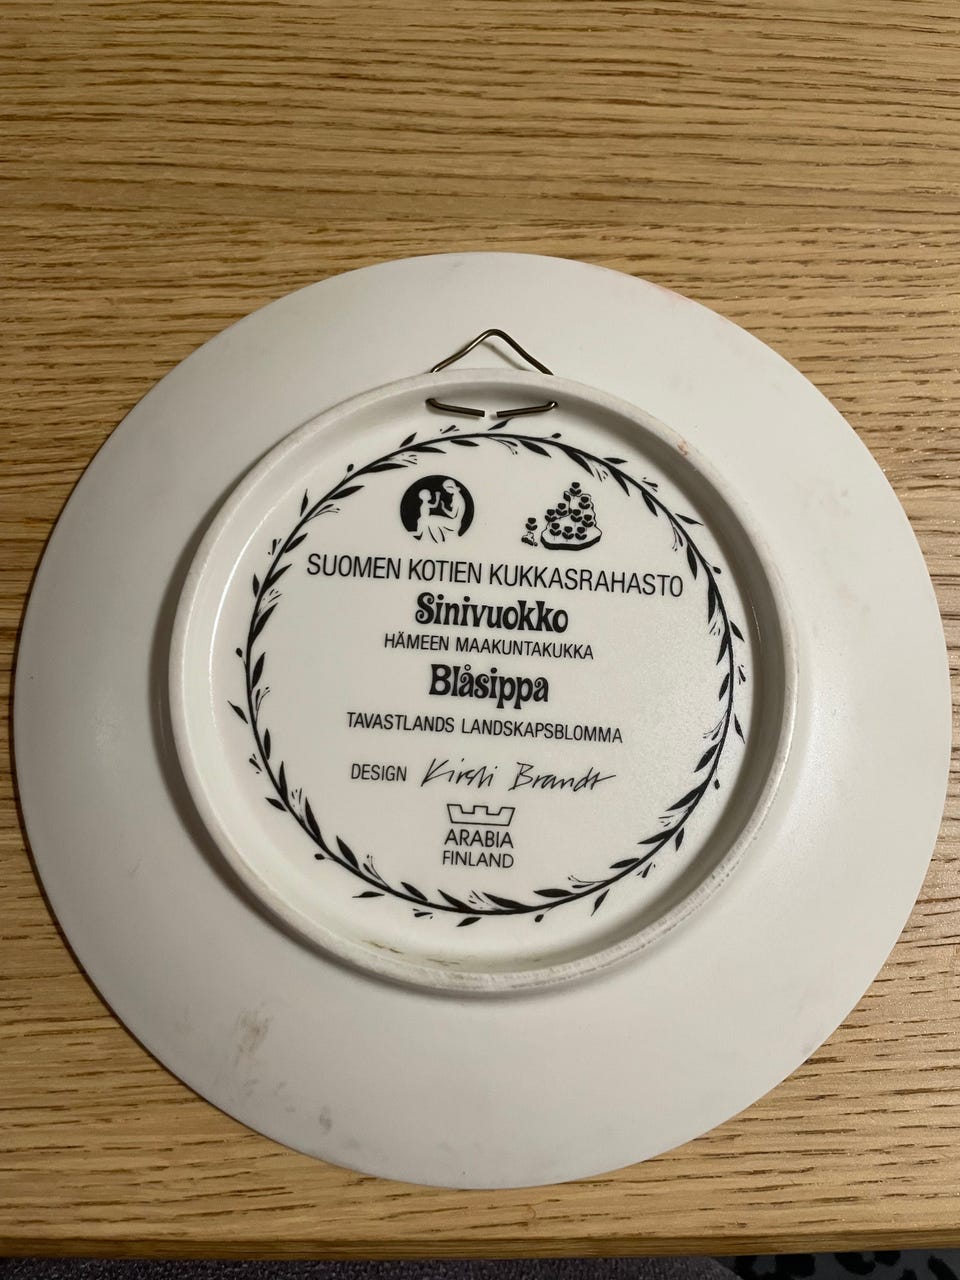 SUOMEN KOTIEN KUKKASRAHASTO
Sinivuokko
HÄMEEN MAAKUNTAKUKKA
Blåsippa
TAVASTLANDS LANDSKAPSBLOMMA
DESIGN Kirsti Brandt
ARABIA
FINLAND